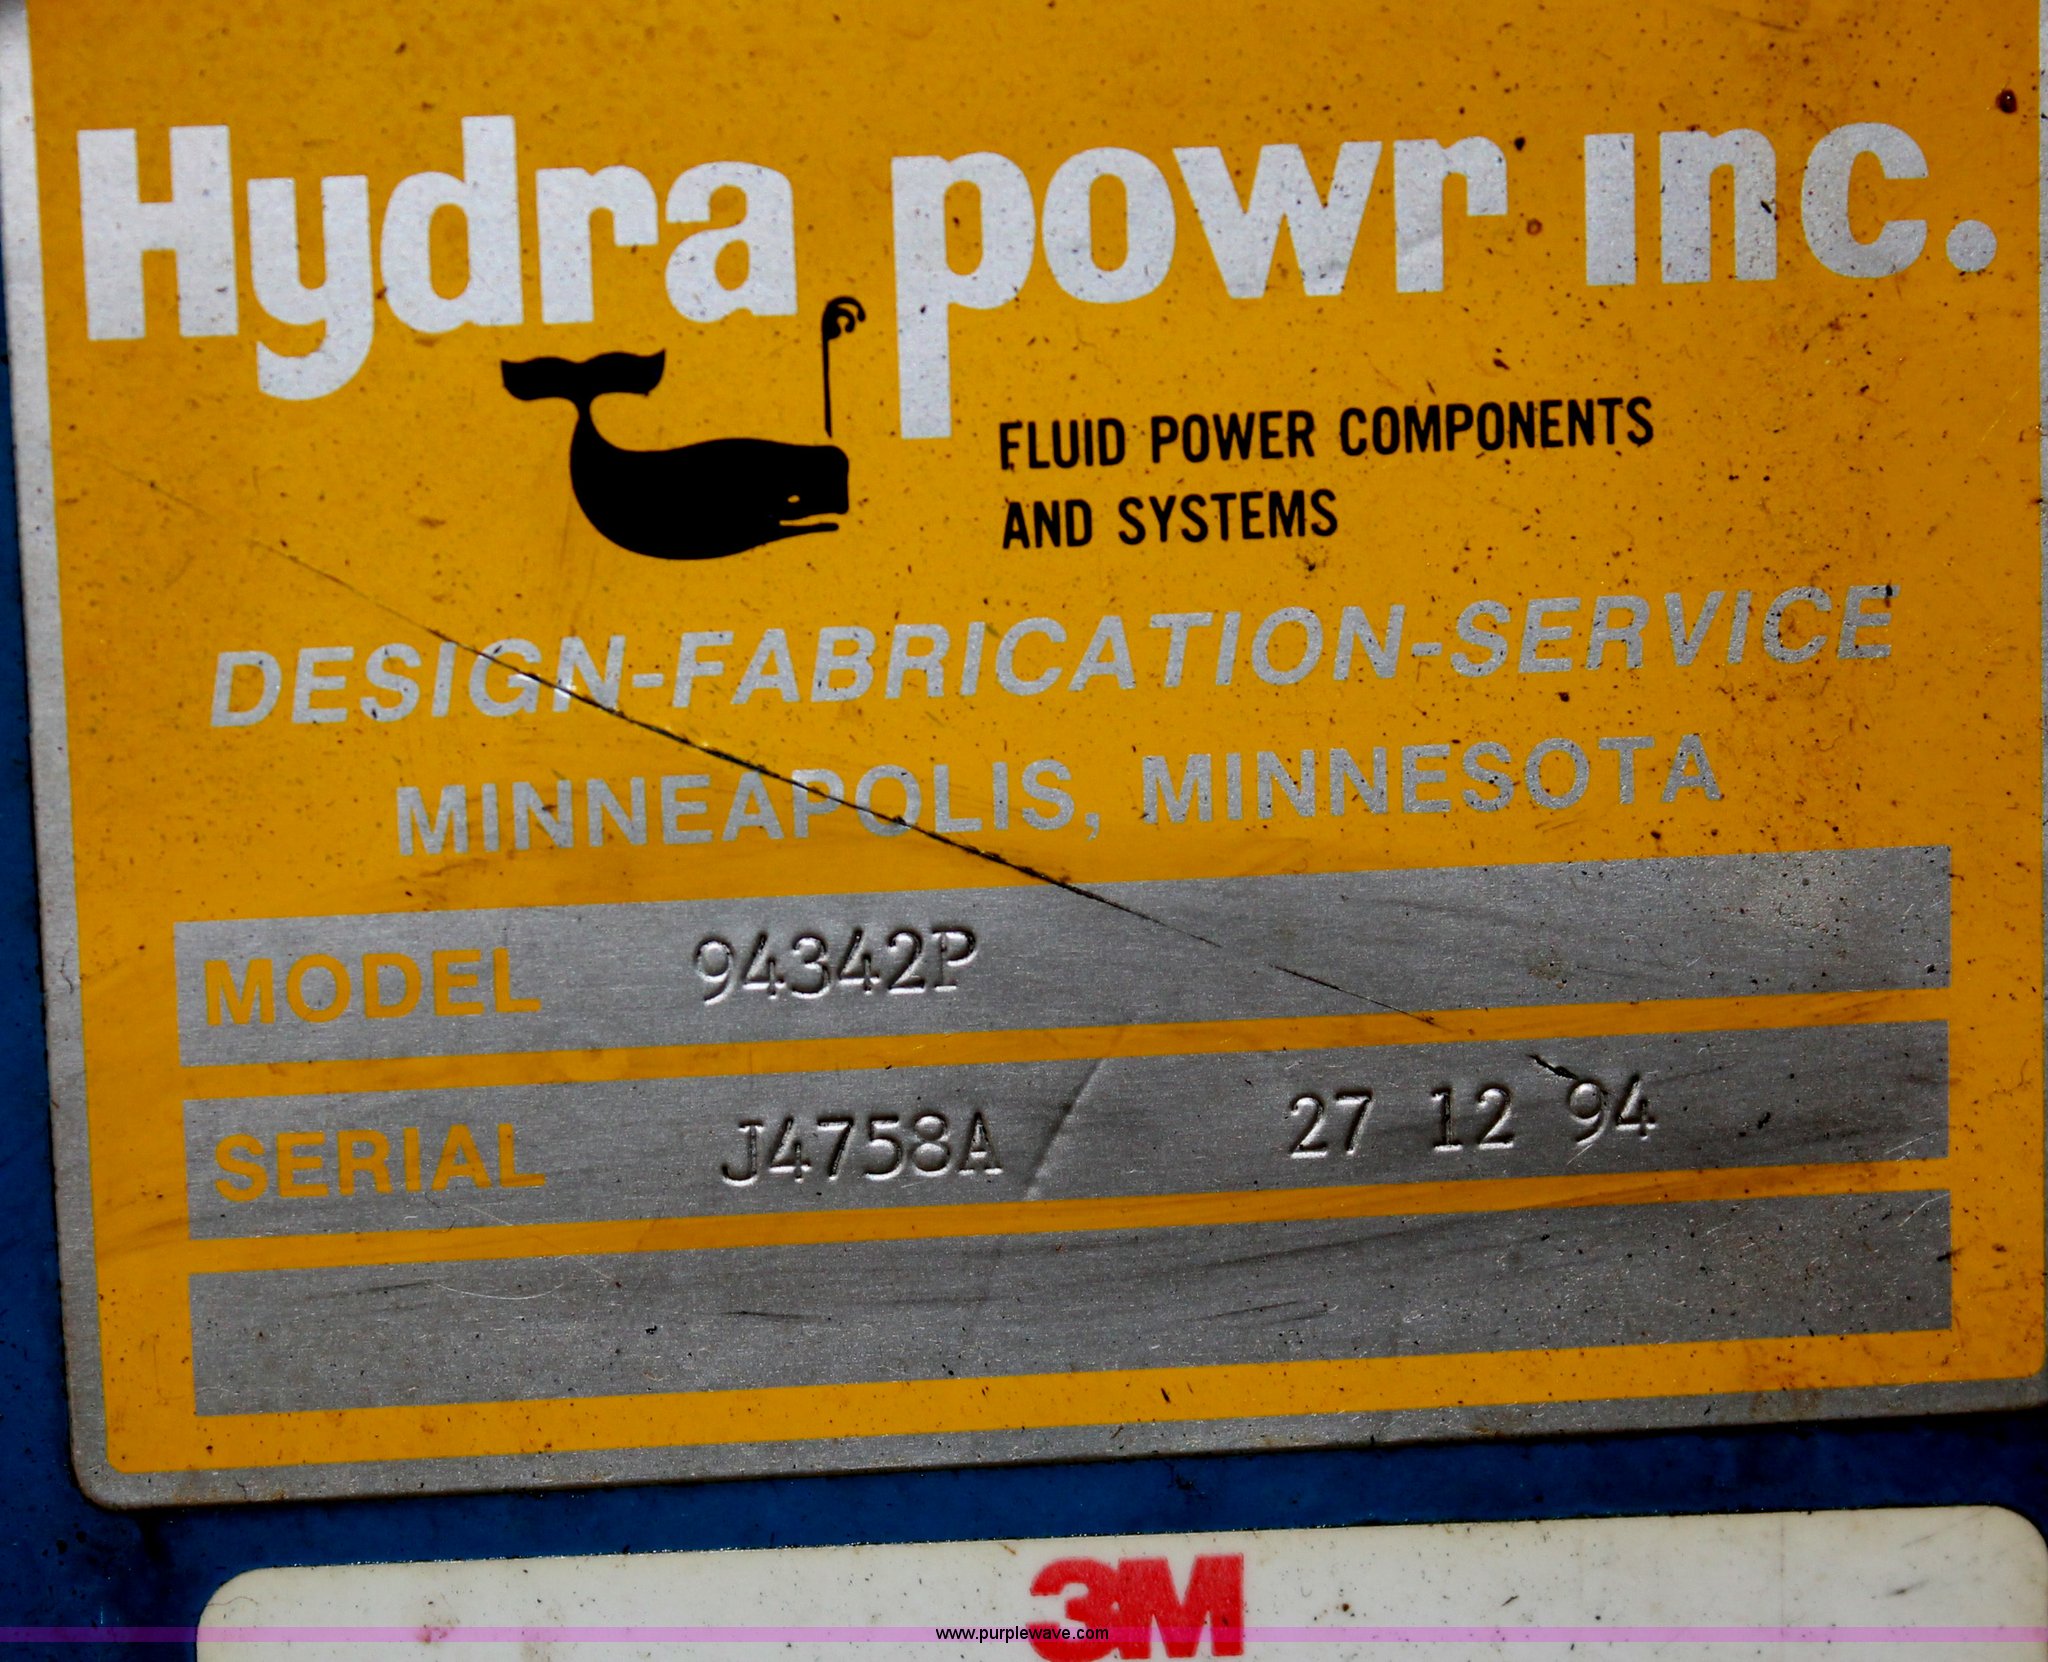 Hydra powr inc.
FLUID POWER COMPONENTS
AND SYSTEMS
DESIGN-FABRICATION-SERVICE
MINNEAPOLIS, MINNESOTA
MODEL 94342P
SERIAL J4758A 27 12 94
3M
www.purplewave.com